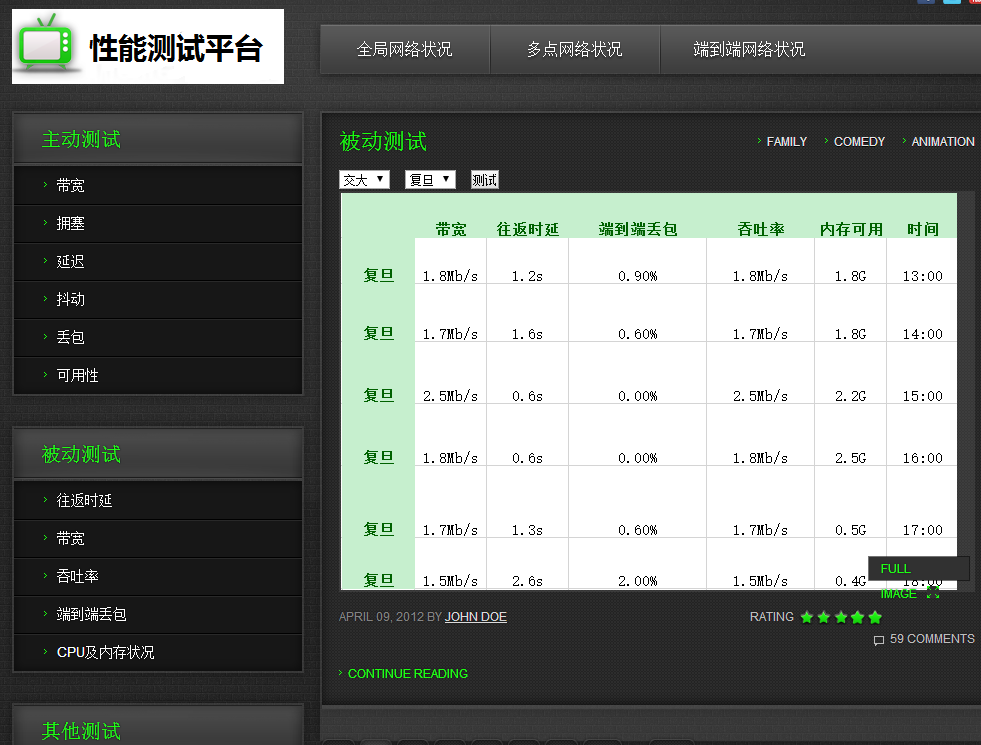 性能测试平台
全局网络状况 多点网络状况 端到端网络状况
主动测试
带宽
拥塞
延迟
抖动
丢包
可用性
被动测试
往返时延
带宽
吞吐率
端到端丢包
CPU及内存状况
其他测试
被动测试
FAMILY COMEDY ANIMATION
交大 复旦 测试
带宽 往返时延 端到端丢包 吞吐率 内存可用 时间
复旦 1.8Mb/s 1.2s 0.90% 1.8Mb/s 1.8G 13:00
复旦 1.7Mb/s 1.6s 0.60% 1.7Mb/s 1.8G 14:00
复旦 2.5Mb/s 0.6s 0.00% 2.5Mb/s 2.2G 15:00
复旦 1.8Mb/s 0.6s 0.00% 1.8Mb/s 2.5G 16:00
复旦 1.7Mb/s 1.3s 0.60% 1.7Mb/s 0.5G 17:00
复旦 1.5Mb/s 2.6s 2.00% 1.5Mb/s 0.4G 18:00
FULL
IMAGE
APRIL 09, 2012 BY JOHN DOE RATING
59 COMMENTS
CONTINUE READING